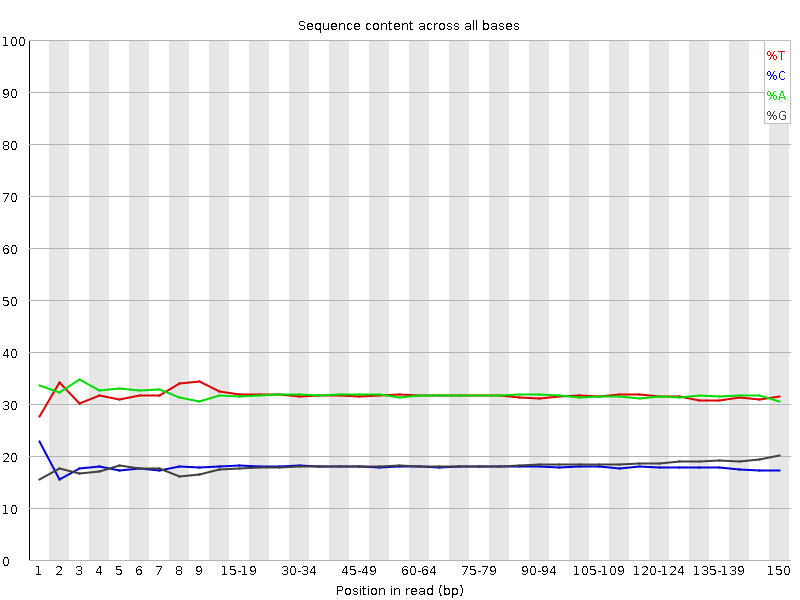 Sequence content across all bases
100
90
80
70
60
50
40
30
20
10
0
%T
%C
%A
%G
1 2 3 4 5 6 7 8 9 15-19 30-34 45-49 60-64 75-79 90-94 105-109 120-124 135-139 150
Position in read (bp)